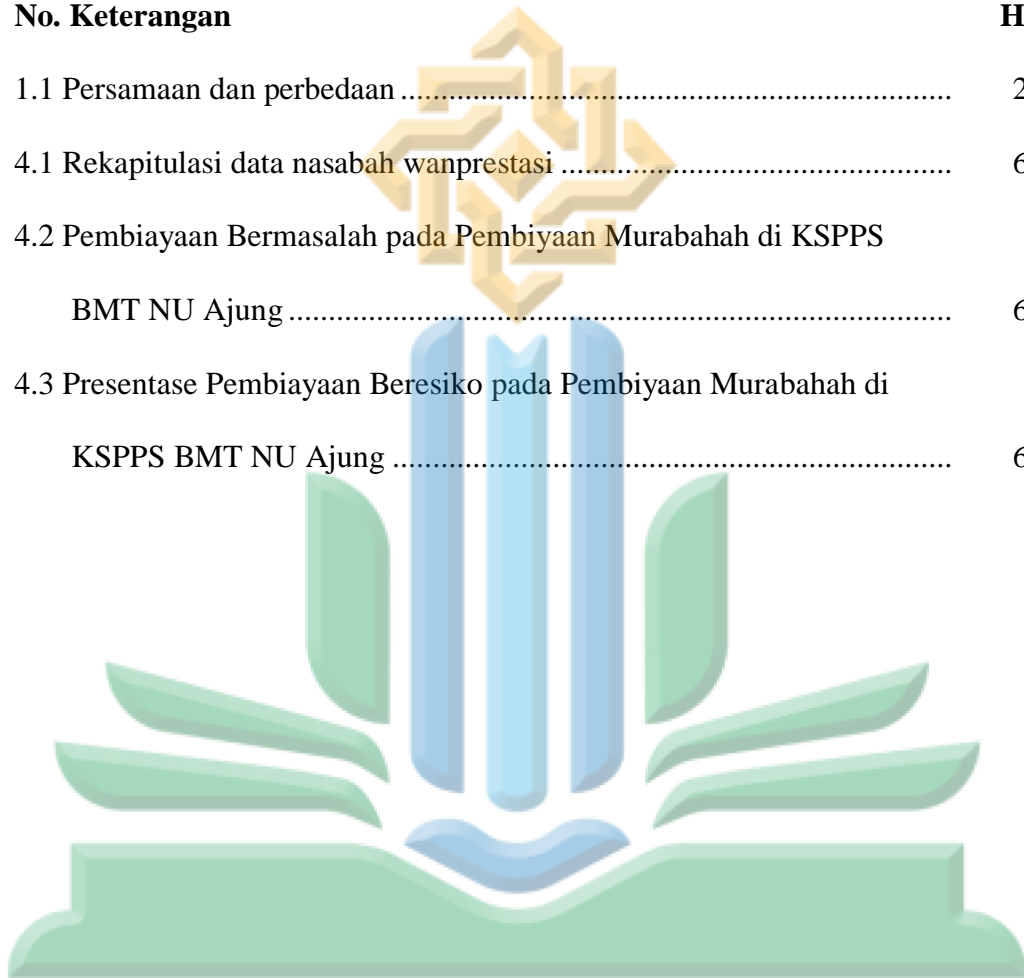 No. Keterangan H
1.1 Persamaan dan perbedaan ..................................................................... 2
4.1 Rekapitulasi data nasabah wanprestasi ................................................. 6
4.2 Pembiayaan Bermasalah pada Pembiyaan Murabahah di KSPPS
BMT NU Ajung ................................................................................... 6
4.3 Presentase Pembiayaan Beresiko pada Pembiyaan Murabahah di
KSPPS BMT NU Ajung ...................................................................... 6